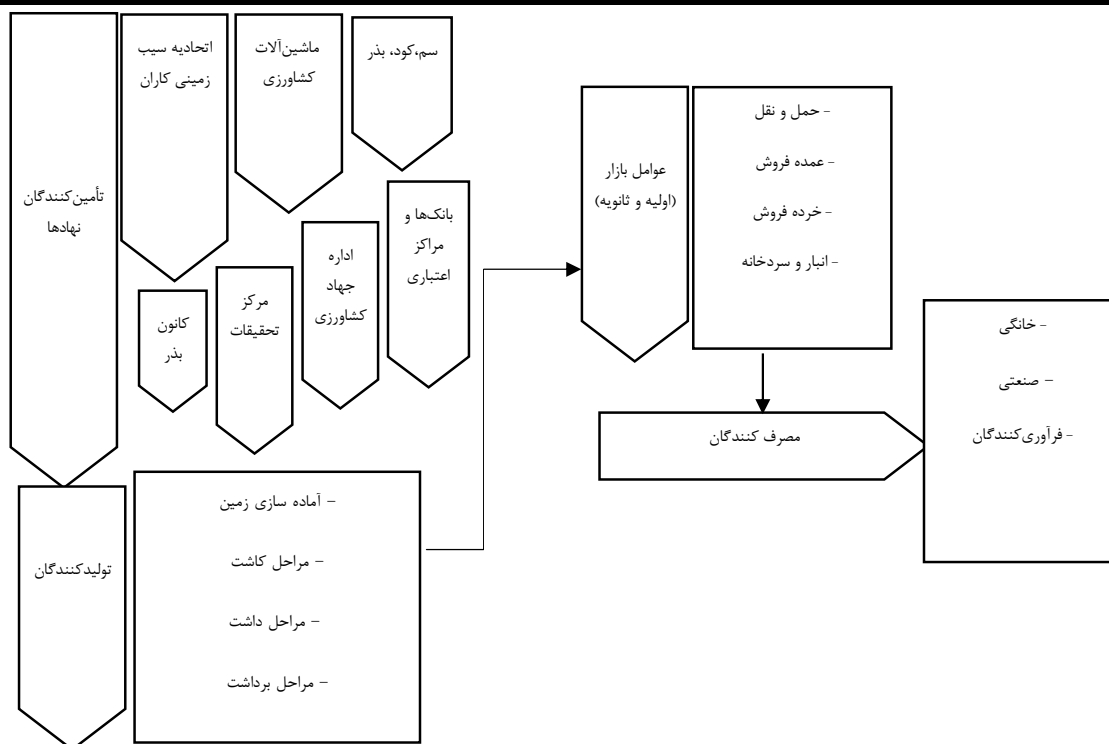 تأمین‌کنندگان
نهادها
اتحادیه سیب
زمینی کاران
ماشین‌آلات
کشاورزی
سم،کود، بذر
کانون
بذر
مرکز
تحقیقات
اداره
جهاد
کشاورزی
بانک‌ها و
مراکز
اعتباری
تولیدکنندگان
- آماده سازی زمین
- مراحل کاشت
- مراحل داشت
- مراحل برداشت
عوامل بازار
(اولیه و ثانویه)
- حمل و نقل
- عمده فروش
- خرده فروش
- انبار و سردخانه
مصرف کنندگان
- خانگی
- صنعتی
- فرآوری‌کنندگان